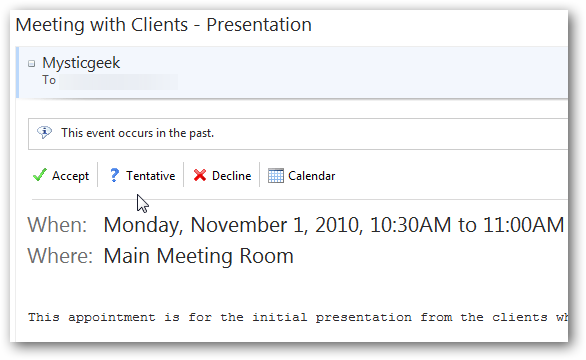 Meeting with Clients - Presentation
Mysticgeek
To
This event occurs in the past.
Accept ? Tentative Decline Calendar
When: Monday, November 1, 2010, 10:30AM to 11:00AM
Where: Main Meeting Room
This appointment is for the initial presentation from the clients